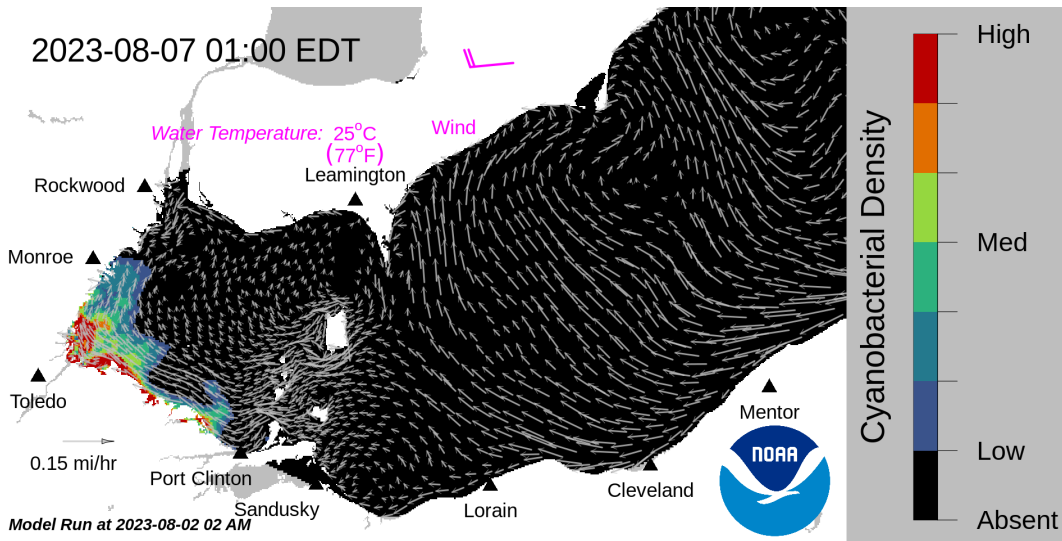 2023-08-07 01:00 EDT
Water Temperature: 25°C
(77°F)
Wind
Leamington
Rockwood
Monroe
Toledo
0.15 mi/hr
Port Clinton
Sandusky
Lorain
Cleveland
Mentor
NOAA
Model Run at 2023-08-02 02 AM
Cyanobacterial Density
High
Med
Low
Absent